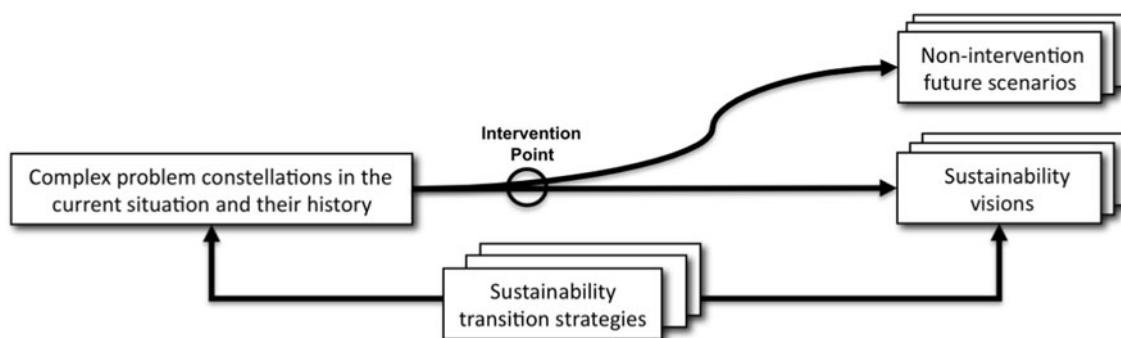 Non-intervention
future scenarios
Intervention
Point
Complex problem constellations in the
current situation and their history
Sustainability
visions
Sustainability
transition strategies